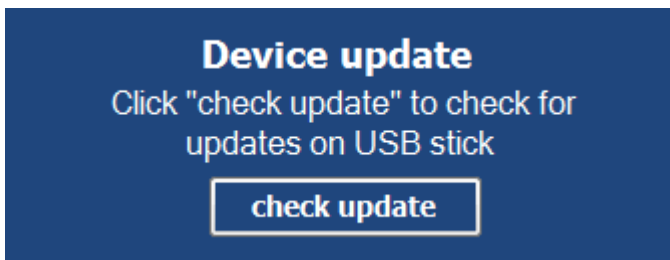 Device update
Click "check update" to check for
updates on USB stick
check update